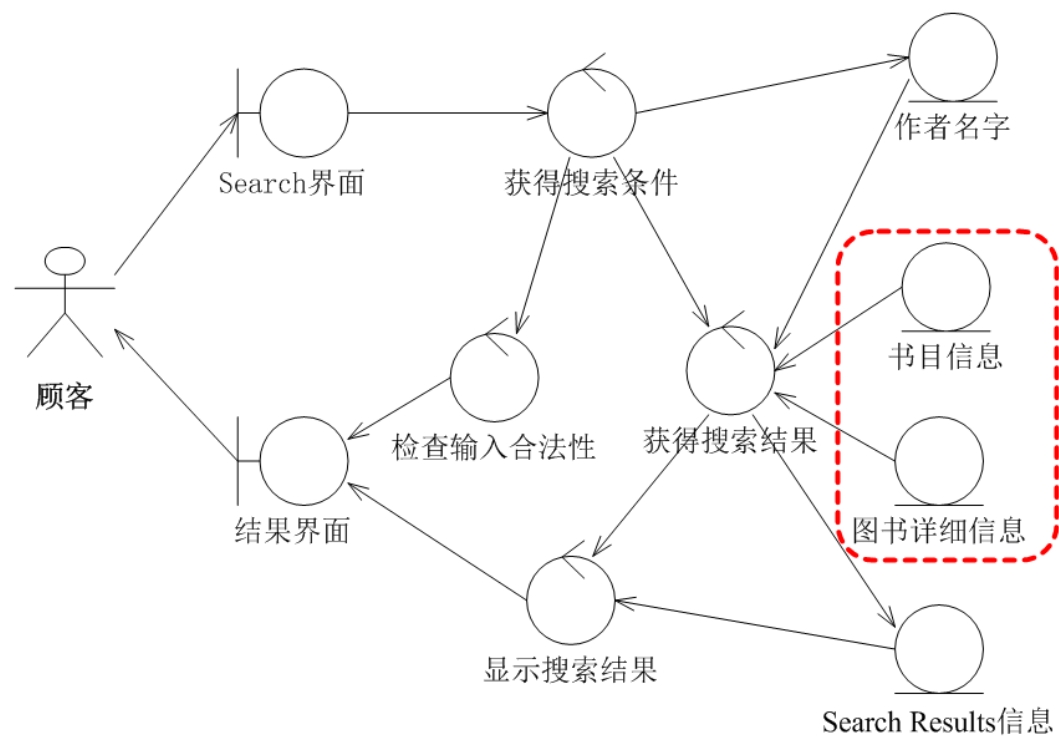 作者名字
Search界面
获得搜索条件
书目信息
顾客
检查输入合法性
获得搜索结果
结果界面
图书详细信息
显示搜索结果
Search Results信息